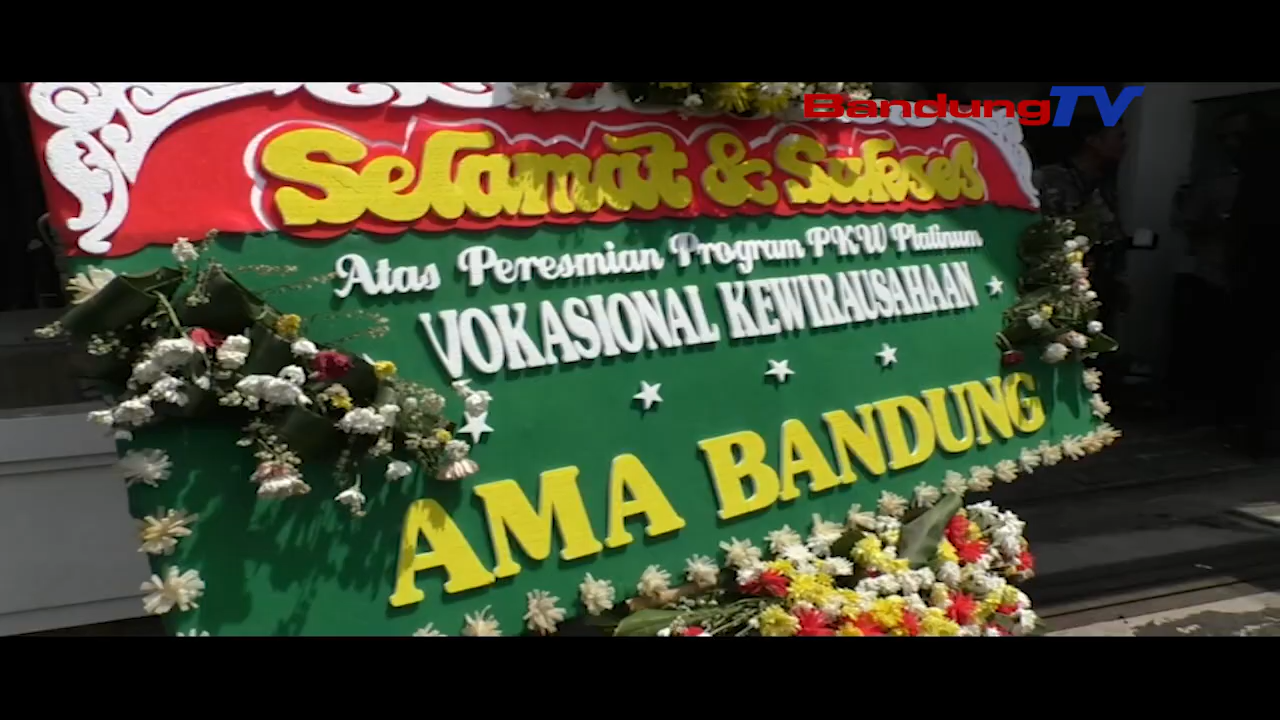 BandungTV
Selamat & Sukses
Atas Peresmian Program PKW Platinum
VOKASIONAL KEWIRAUSAHAAN
AMA BANDUNG